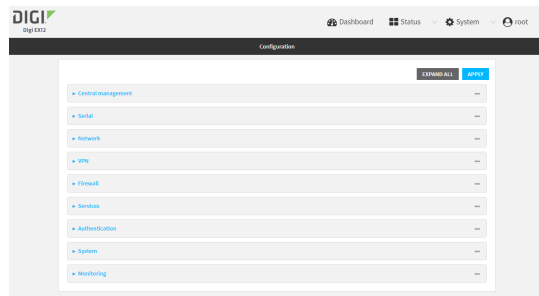 DIGI
Digi EX12
Dashboard Status System root
Configuration
EXPAND ALL APPLY
Central management
Serial
Network
VPN
Firewall
Services
Authentication
System
Monitoring